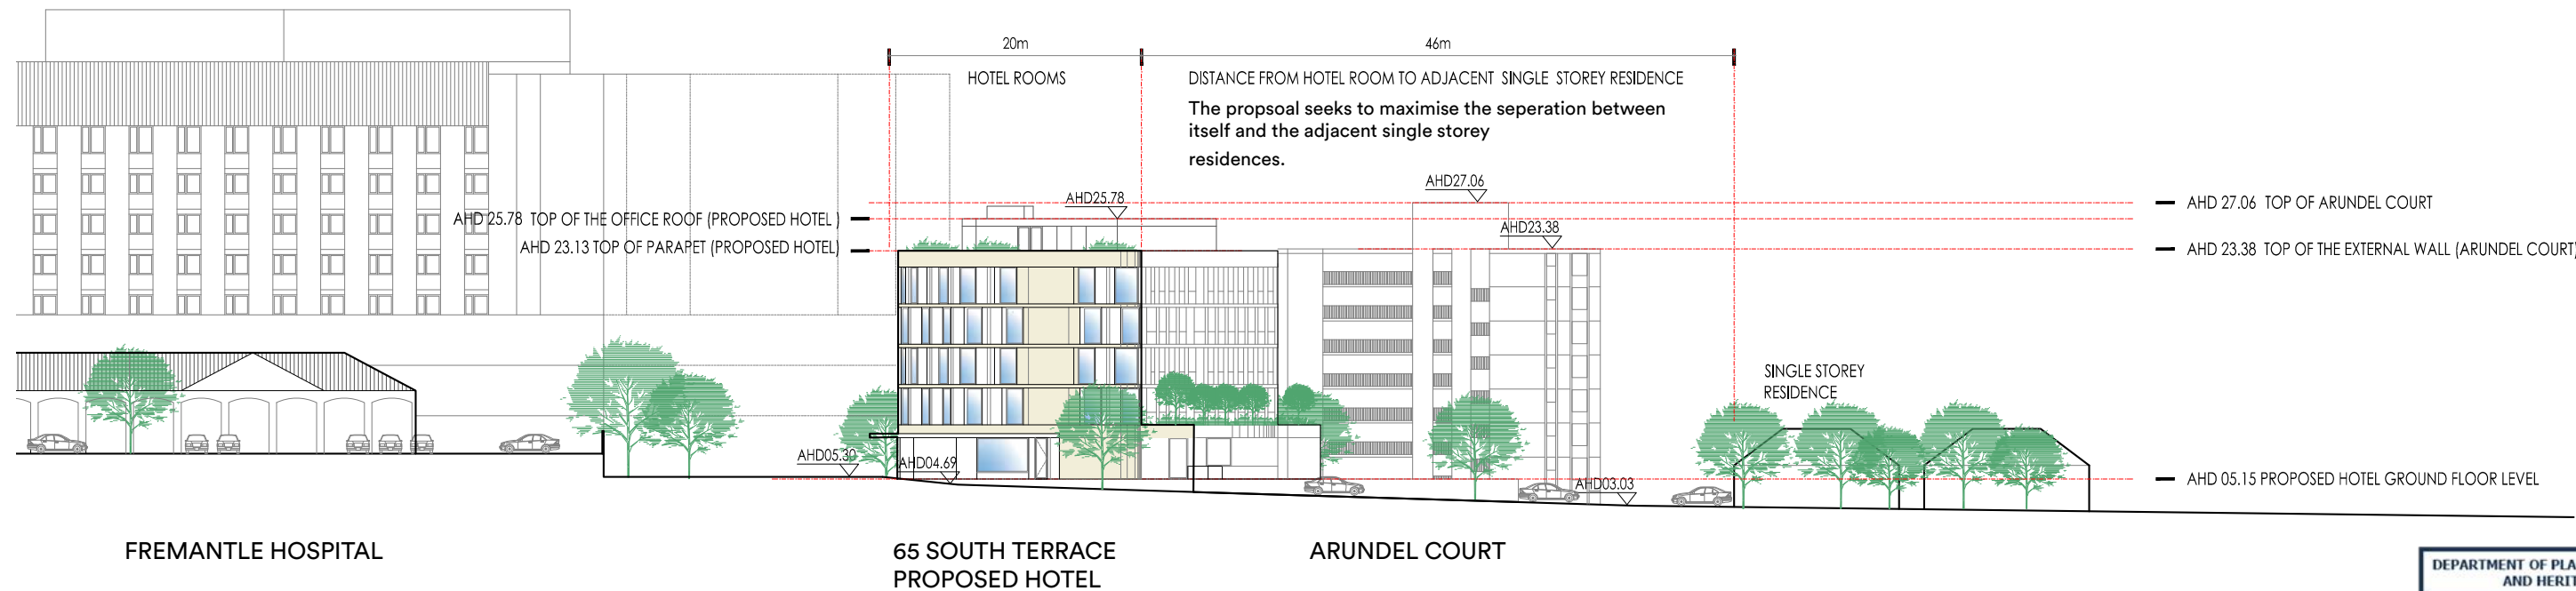 20m
46m
HOTEL ROOMS
DISTANCE FROM HOTEL ROOM TO ADJACENT SINGLE STOREY RESIDENCE
The propsoal seeks to maximise the seperation between
itself and the adjacent single storey
residences.
AHD27.06
AHD25.78
AHD 27.06 TOP OF ARUNDEL COURT
AHD 25.78 TOP OF THE OFFICE ROOF (PROPOSED HOTEL )
AHD23.38
AHD 23.13 TOP OF PARAPET (PROPOSED HOTEL)
AHD 23.38 TOP OF THE EXTERNAL WALL (ARUNDEL COURT)
SINGLE STOREY
RESIDENCE
AHD05.30
AHD04.69
AHD03.03
AHD 05.15 PROPOSED HOTEL GROUND FLOOR LEVEL
FREMANTLE HOSPITAL
65 SOUTH TERRACE
PROPOSED HOTEL
ARUNDEL COURT
DEPARTMENT OF
AND